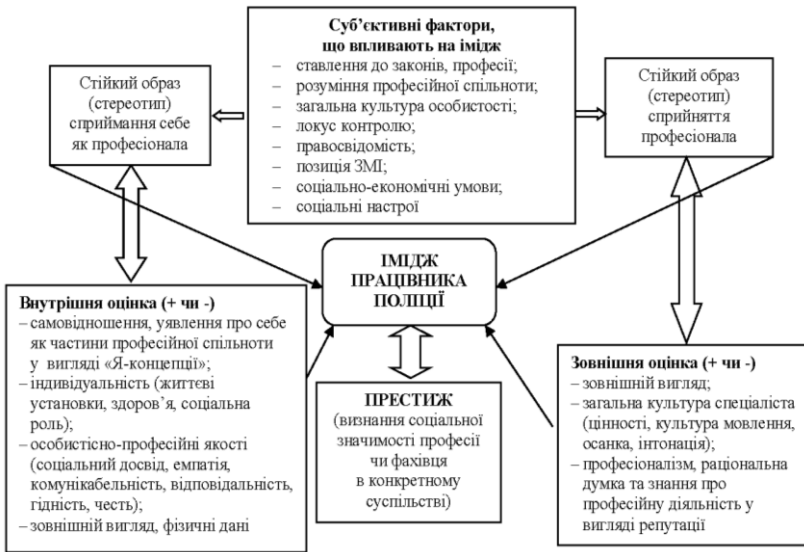 Суб’єктивні фактори,
що впливають на імідж
– ставлення до законів, професії;
– розуміння професійної спільноти;
– загальна культура особистості;
– локус контролю;
– правосвідомість;
– позиція ЗМІ;
– соціально-економічні умови;
– соціальні настрої
Стійкий образ
(стереотип)
сприймання себе
як професіонала
Стійкий образ
(стереотип)
сприйняття
професіонала
ІМІДЖ
ПРАЦІВНИКА
ПОЛІЦІЇ
Внутрішня оцінка (+ чи -)
– самовідношення, уявлення про себе
як частини професійної спільноти
у вигляді «Я-концепції»;
– індивідуальність (життєві
установки, здоров’я, соціальна
роль);
– особистісно-професійні якості
(соціальний досвід, емпатія,
комунікабельність, відповідальність,
гідність, честь);
– зовнішній вигляд, фізичні дані
ПРЕСТИЖ
(визнання соціальної
значимості професії
чи фахівця
в конкретному
суспільстві)
Зовнішня оцінка (+ чи -)
– зовнішній вигляд;
– загальна культура спеціаліста
(цінності, культура мовлення,
осанка, інтонація);
– професіоналізм, раціональна
думка та знання про
професійну діяльність у
вигляді репутації